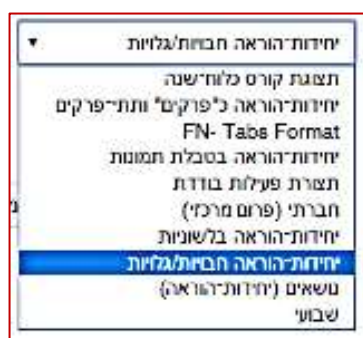 יחידות־הוראה חבויות/גלויות
תצוגת קורס כלוח־שנה
יחידות־הוראה כ"פרקים" ותתי־פרקים
FN- Tabs Format
יחידות־הוראה בטבלת תמונות
תצורת פעילות בודדת
חברתי (פרום מרכזי)
יחידות־הוראה בלשוניות
יחידות־הוראה חבויות/גלויות
נושאים (יחידות־הוראה)
שבועי